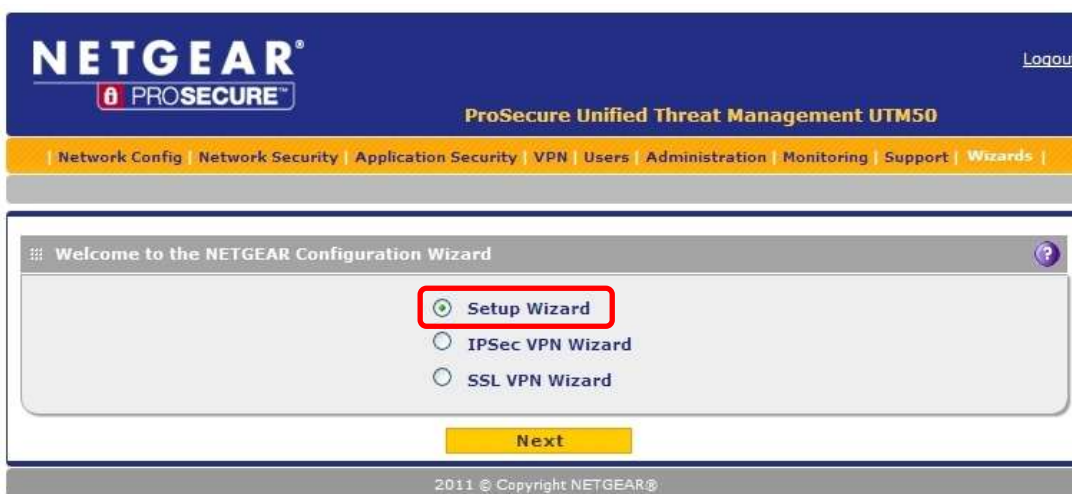 NETGEAR®
PROSECURE™
Logou
ProSecure Unified Threat Management UTM50
| Network Config | Network Security | Application Security | VPN | Users | Administration | Monitoring | Support | Wizards |
Welcome to the NETGEAR Configuration Wizard
?
Setup Wizard
IPSec VPN Wizard
SSL VPN Wizard
Next
2011 © Copyright NETGEAR®